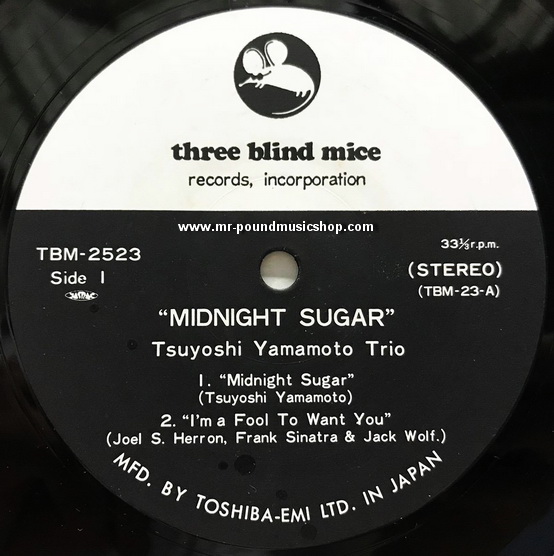 three blind mice
records, incorporation
www.mr-poundmusicshop.com
TBM-2523
33⅓r.p.m.
Side 1
(STEREO)
(TBM-23-A)
“MIDNIGHT SUGAR”
Tsuyoshi Yamamoto Trio
1. “Midnight Sugar”
(Tsuyoshi Yamamoto)
2. “I'm a Fool To Want You”
(Joel S. Herron, Frank Sinatra & Jack Wolf.)
MFD. BY TOSHIBA-EMI LTD. IN JAPAN